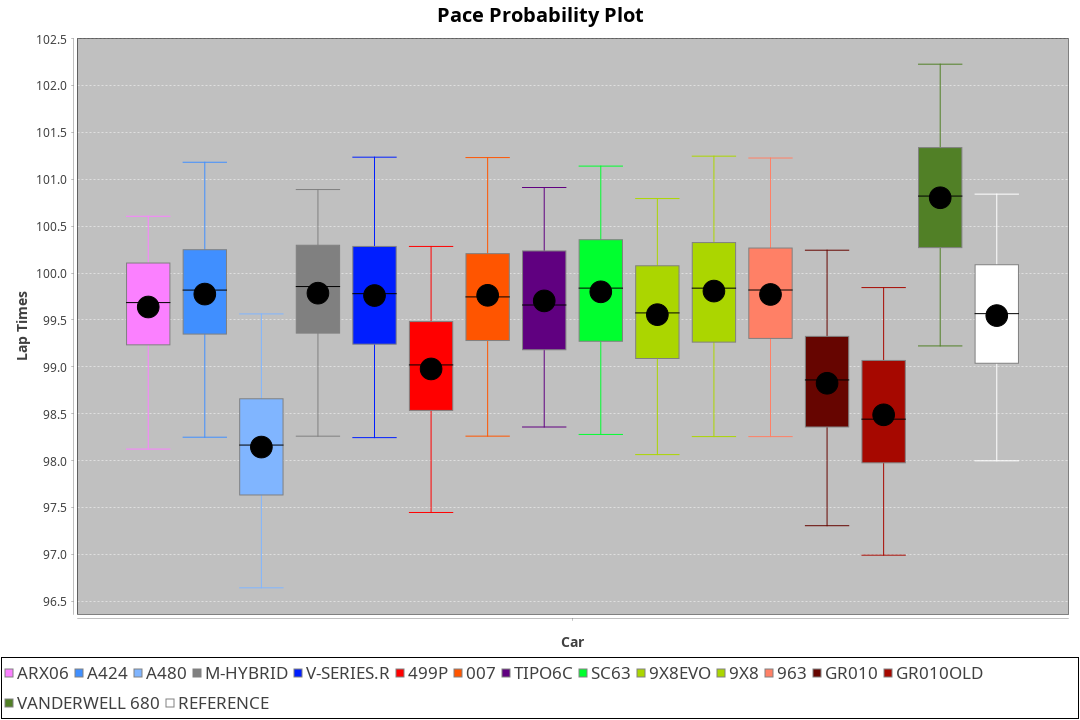 Pace Probability Plot
102.5
102.0
101.5
101.0
100.5
100.0
99.5
99.0
98.5
98.0
97.5
97.0
96.5
Lap Times
Car
ARX06 A424 A480 M-HYBRID V-SERIES.R 499P 007 TIPO6C SC63 9X8EVO 9X8 963 GR010 GR010OLD
VANDERWELL 680 REFERENCE